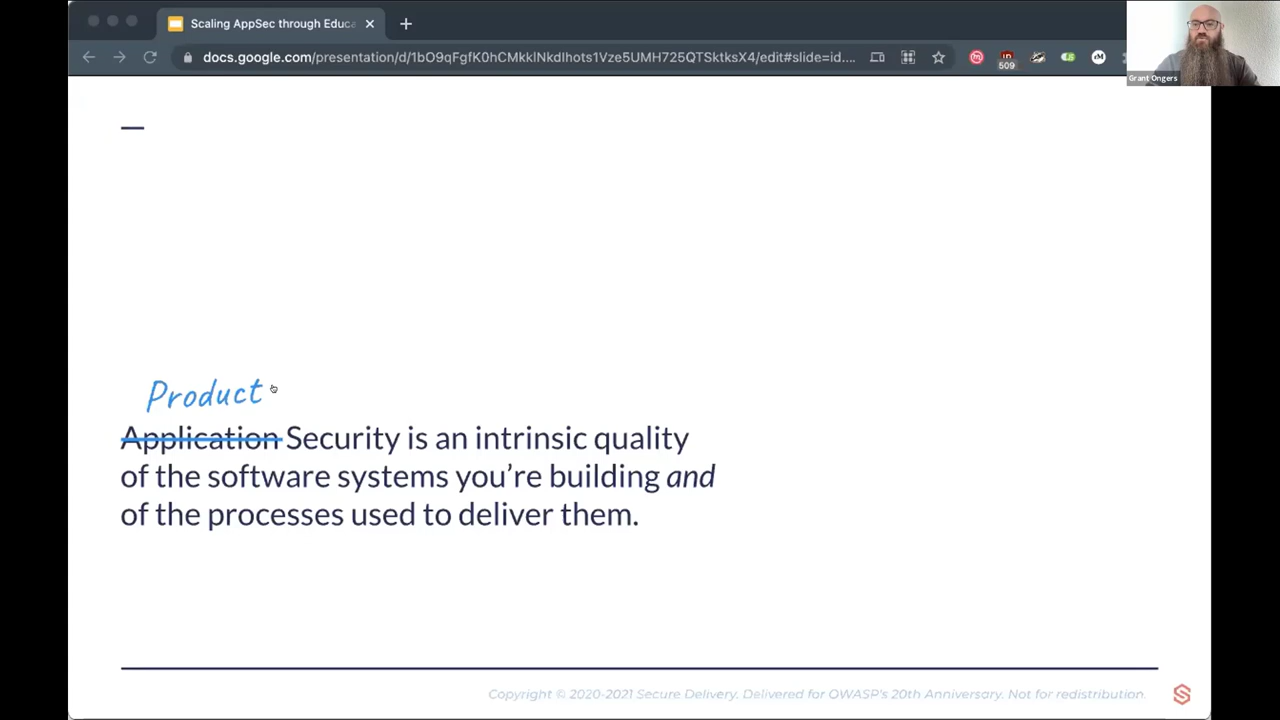 Scaling AppSec through Educa
docs.google.com/presentation/d/1bO9qFgfK0hCMkklNkdIhots1Vze5UMH725QTSktksX4/edit#slide=id....
509
Grant Ongers
Product
Application Security is an intrinsic quality
of the software systems you're building and
of the processes used to deliver them.
Copyright © 2020-2021 Secure Delivery. Delivered for OWASP's 20th Anniversary. Not for redistribution.